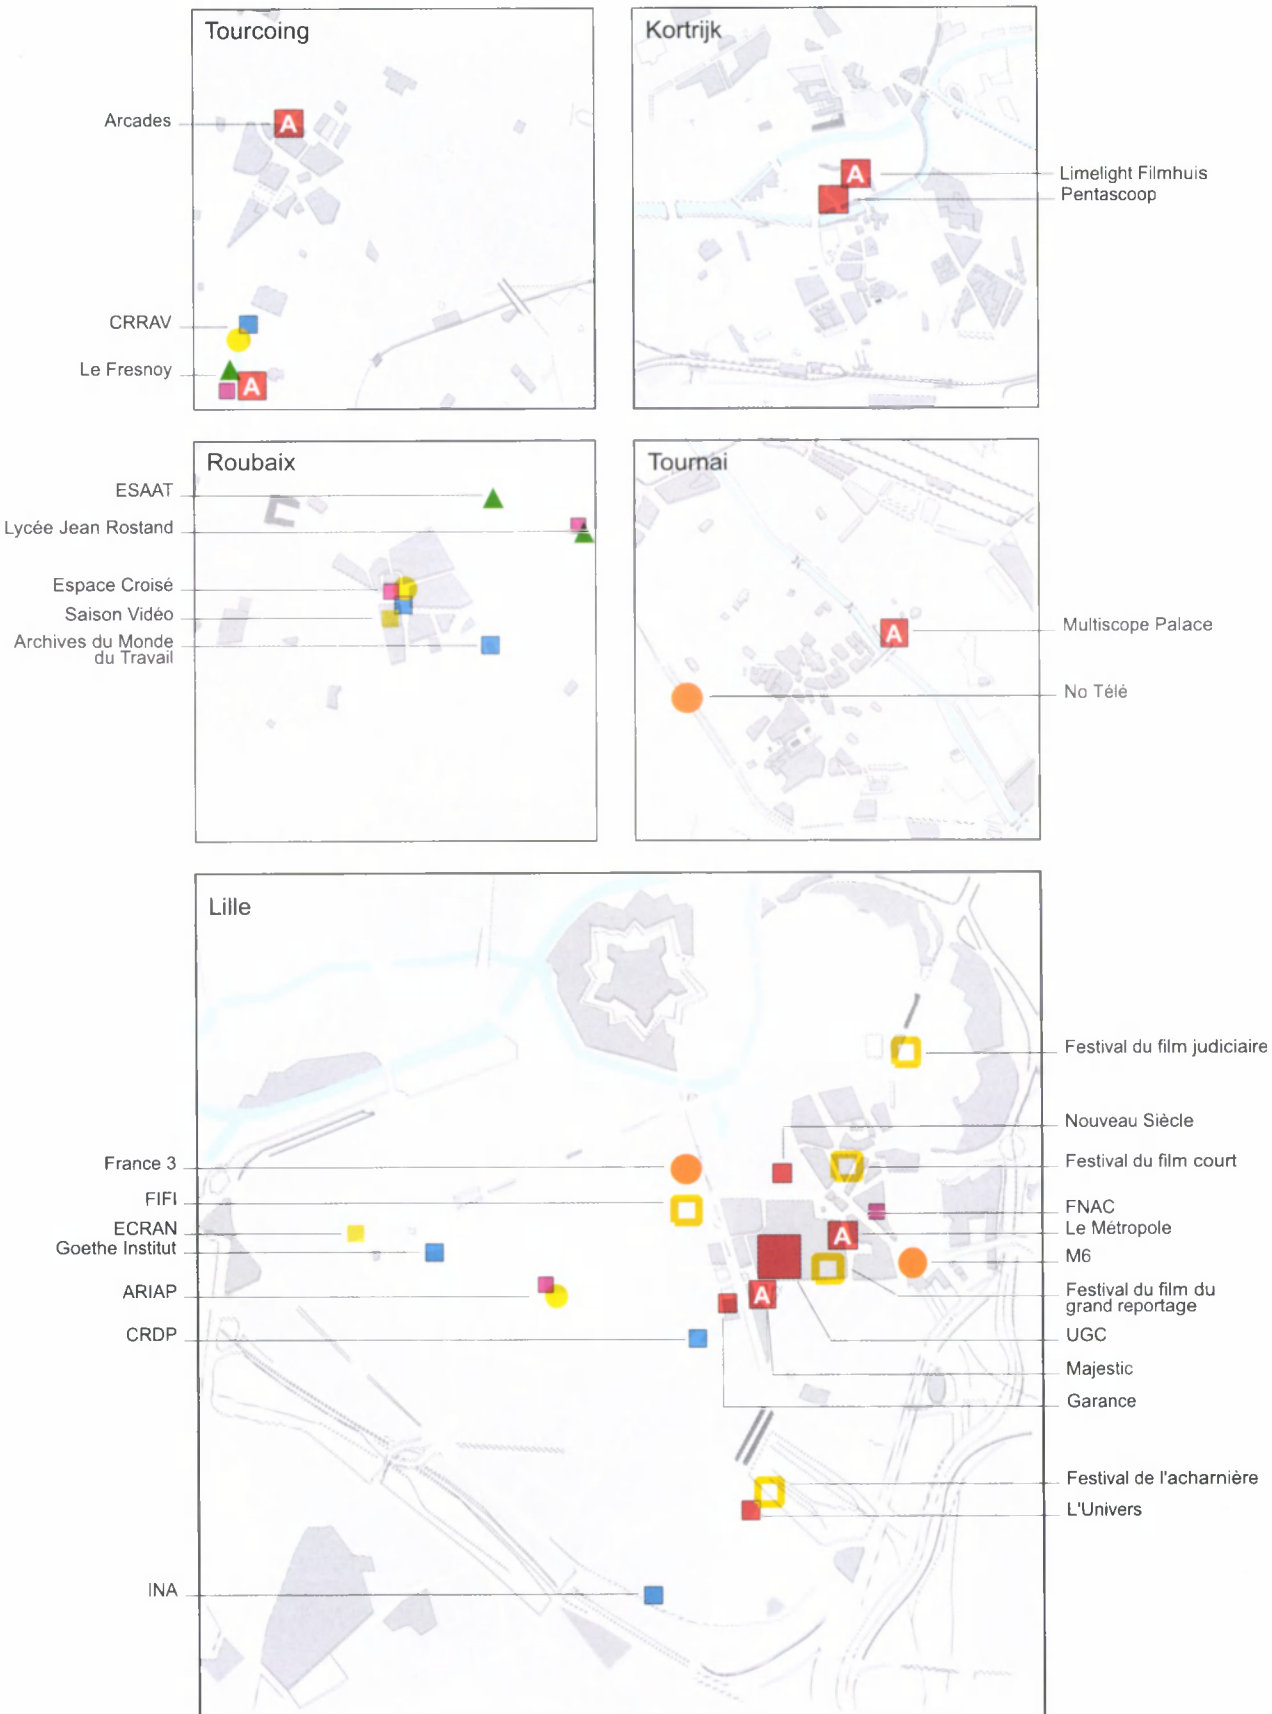 Tourcoing
Arcades
A
CRRAV
Le Fresnoy
A
Kortrijk
A
Limelight Filmhuis
Pentascoop
Roubaix
ESAAT
Lycée Jean Rostand
Espace Croisé
Saison Vidéo
Archives du Monde
du Travail
Tournai
A
Multiscope Palace
No Télé
Lille
Festival du film judiciaire
Nouveau Siècle
France 3
Festival du film court
FIFI
FNAC
ECRAN
A
Le Métropole
Goethe Institut
M6
ARIAP
A
Festival du film du
grand reportage
CRDP
UGC
Majestic
Garance
Festival de l'acharnière
L'Univers
INA